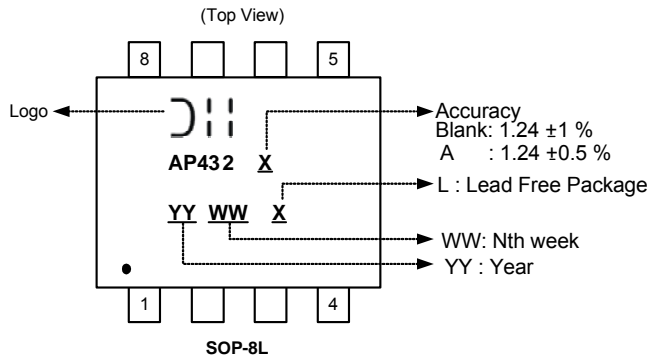 (Top View)
8 5
Logo
AP432 X
YY WW X
Accuracy
Blank: 1.24 ±1 %
A : 1.24 ±0.5 %
L : Lead Free Package
WW: Nth week
YY : Year
1 4
SOP-8L